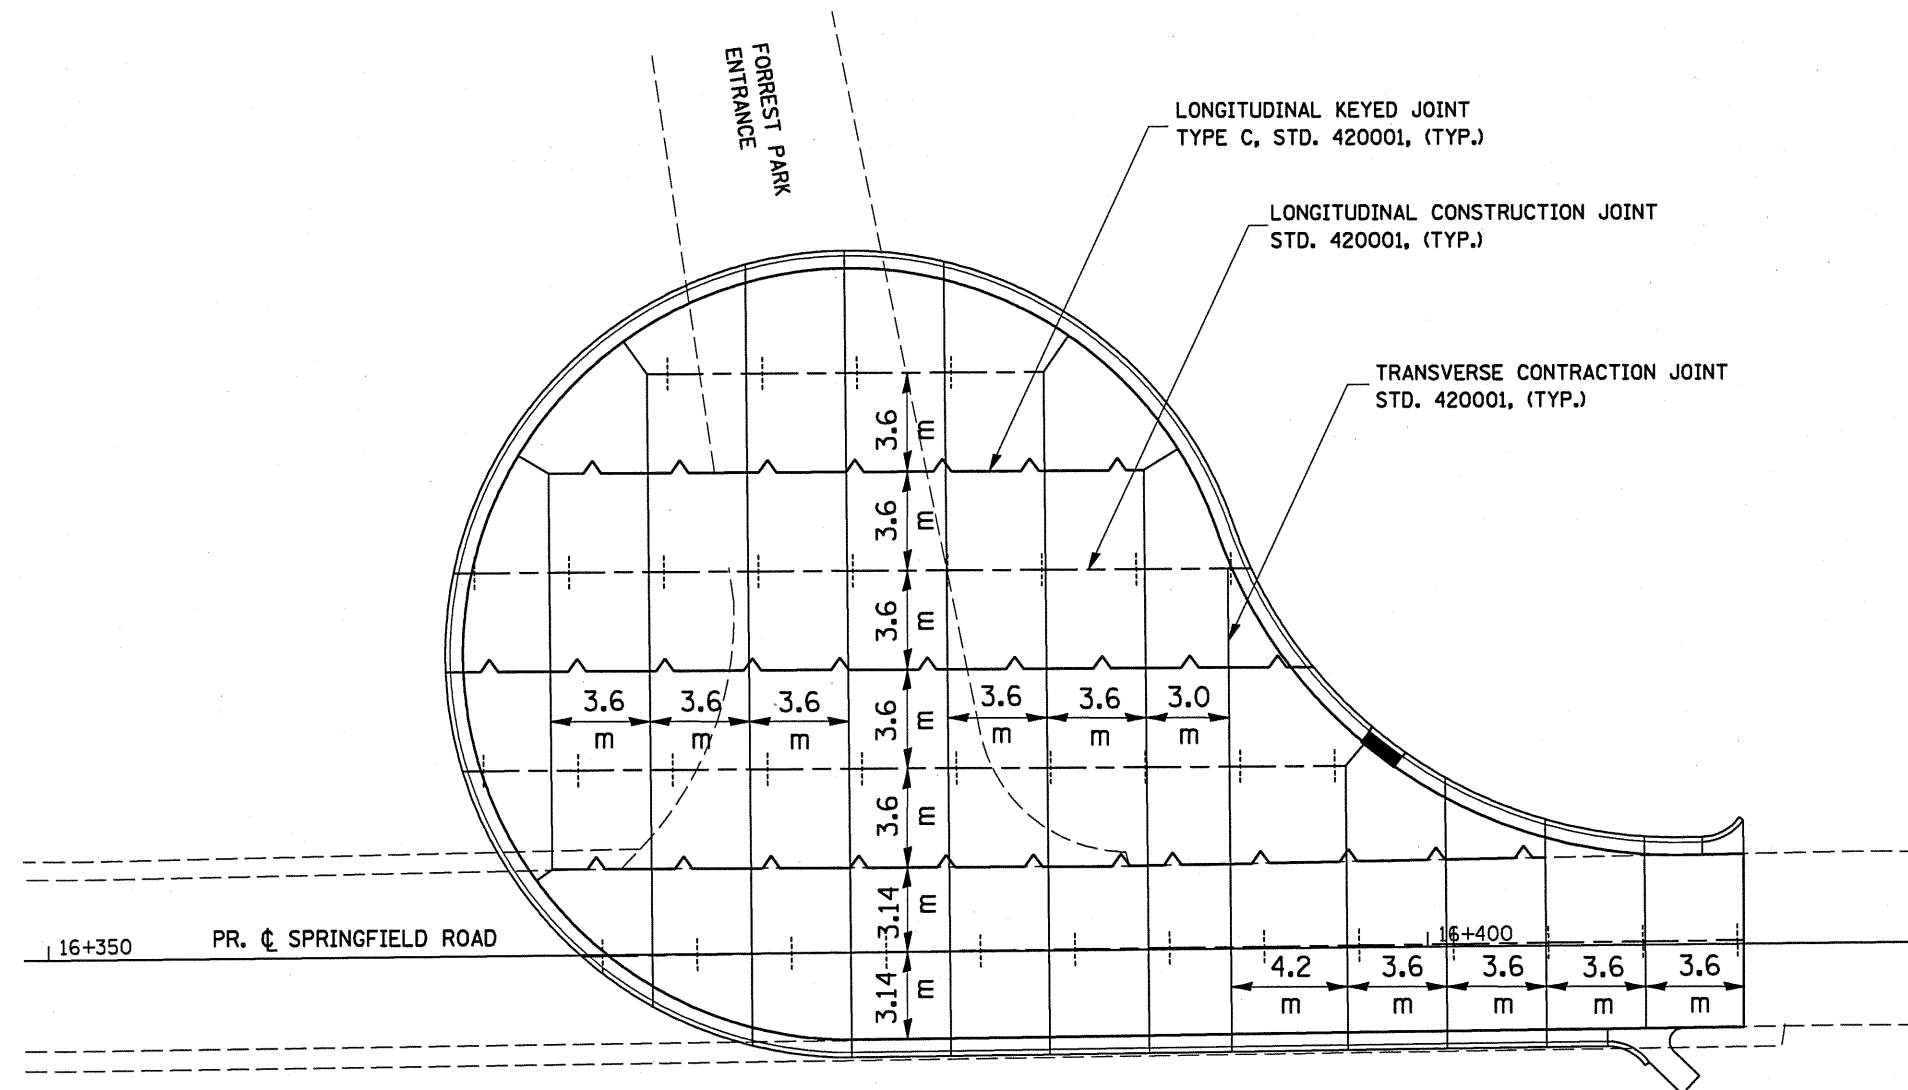 FORREST PARK
ENTRANCE
LONGITUDINAL KEYED JOINT
TYPE C, STD. 420001, (TYP.)
LONGITUDINAL CONSTRUCTION JOINT
STD. 420001, (TYP.)
TRANSVERSE CONTRACTION JOINT
STD. 420001, (TYP.)
3.6
m
3.6
m
3.6
m
3.6
m
3.6
m
3.6
m
3.6
m
3.6
m
3.6
m
3.0
m
3.6
m
3.14
m
3.14
m
16+350
PR. ℄ SPRINGFIELD ROAD
16+400
4.2
m
3.6
m
3.6
m
3.6
m
3.6
m